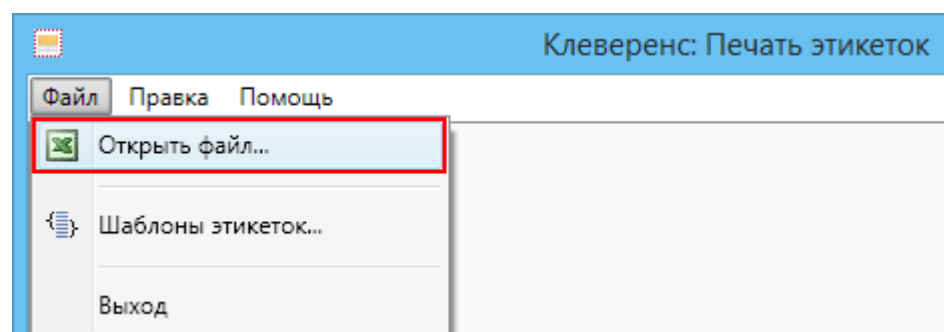 Клеверенс: Печать этикеток
Файл Правка Помощь
Открыть файл...
Шаблоны этикеток...
Выход